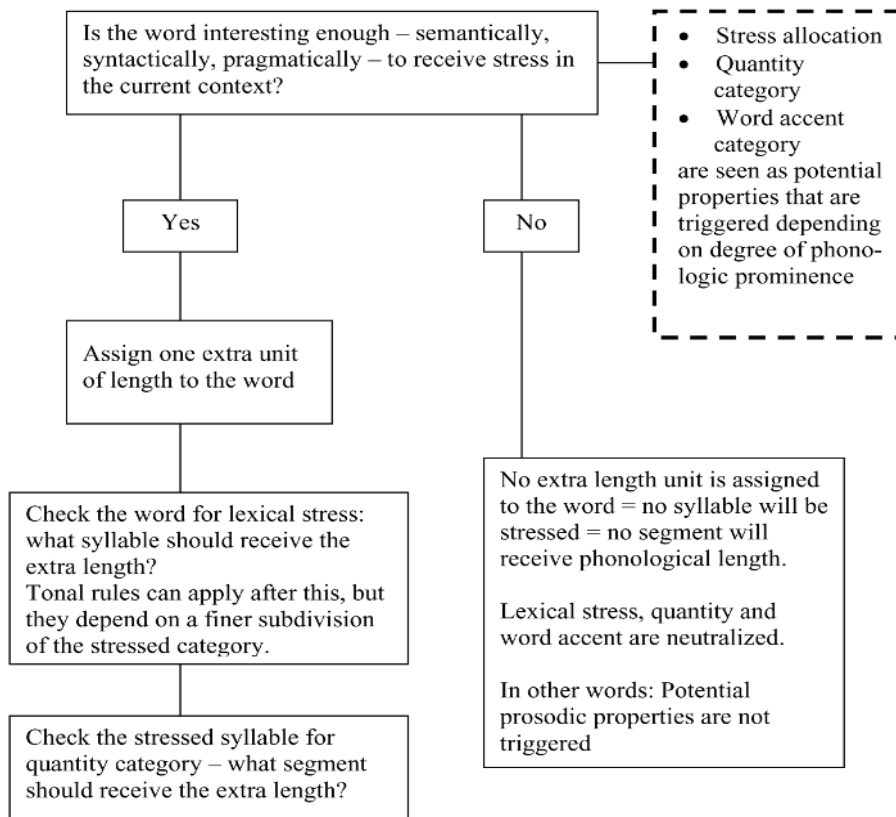 Is the word interesting enough – semantically,
syntactically, pragmatically – to receive stress in
the current context?
• Stress allocation
• Quantity
category
• Word accent
category
are seen as potential
properties that are
triggered depending
on degree of phono-
logic prominence
Yes
No
Assign one extra unit
of length to the word
Check the word for lexical stress:
what syllable should receive the
extra length?
Tonal rules can apply after this, but
they depend on a finer subdivision
of the stressed category.
No extra length unit is assigned
to the word = no syllable will be
stressed = no segment will
receive phonological length.
Lexical stress, quantity and
word accent are neutralized.
In other words: Potential
prosodic properties are not
triggered
Check the stressed syllable for
quantity category – what segment
should receive the extra length?